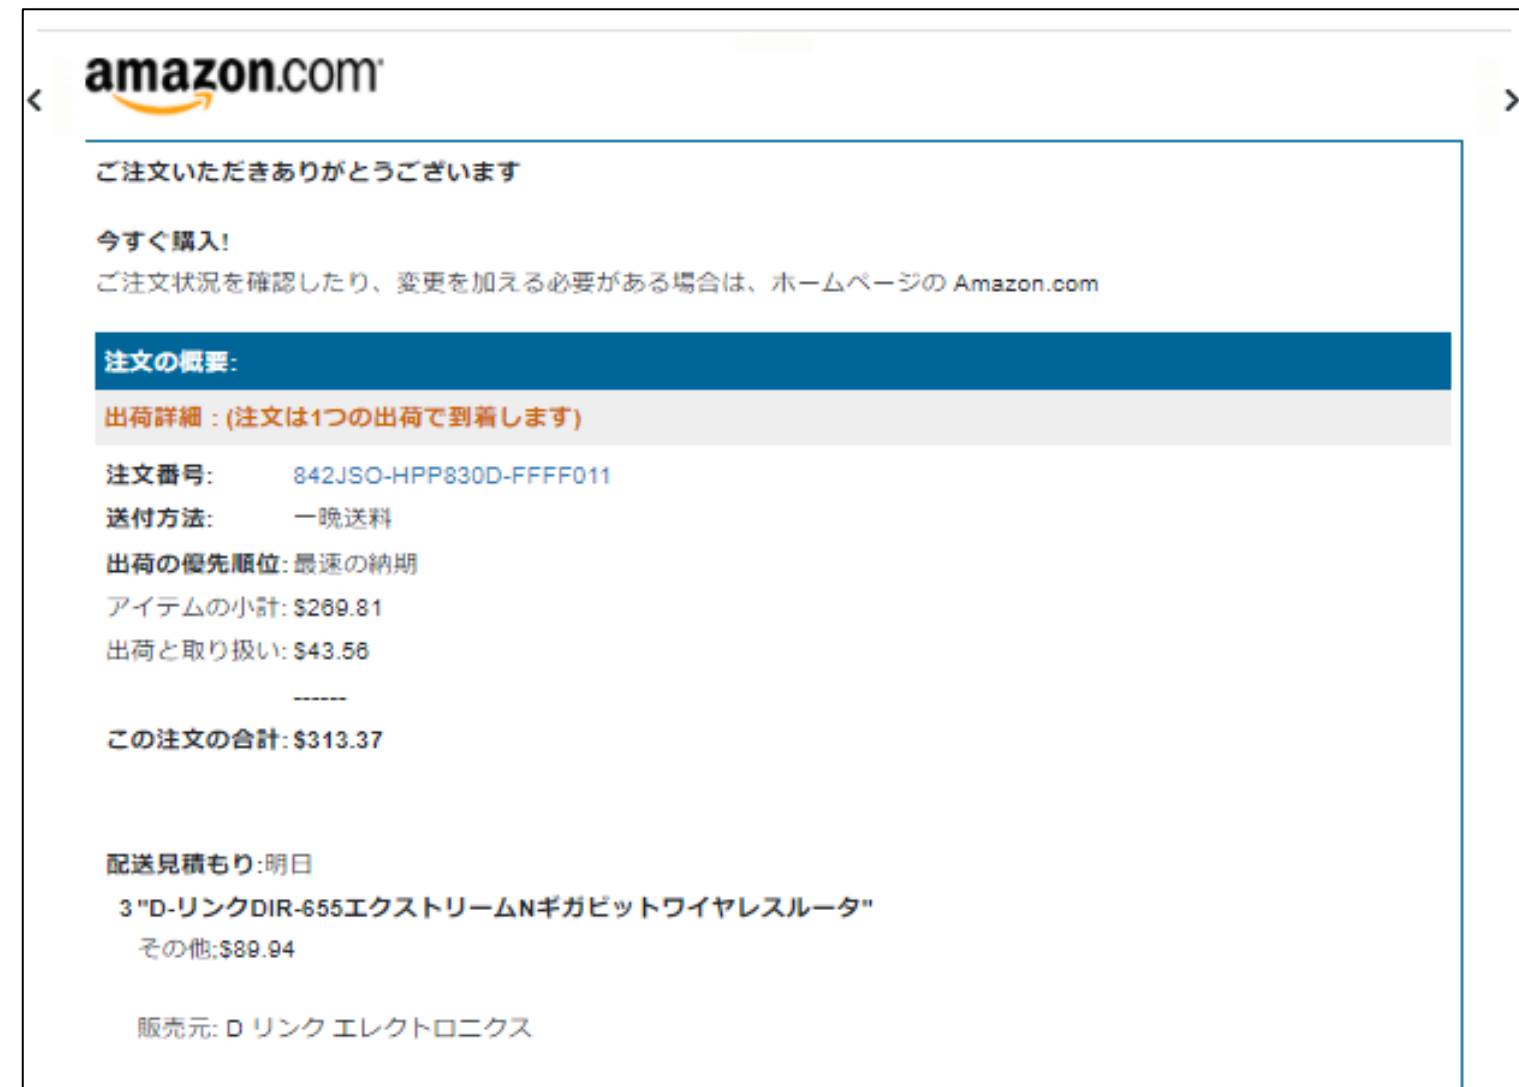 amazon.com
ご注文いただきありがとうございます
今すぐ購入!
ご注文状況を確認したり、変更を加える必要がある場合は、ホームページの Amazon.com
注文の概要:
出荷詳細 : (注文は1つの出荷で到着します)
注文番号: 842JSO-HPP830D-FFFF011
送付方法: 一晩送料
出荷の優先順位: 最速の納期
アイテムの小計: $269.81
出荷と取り扱い: $43.56
------
この注文の合計: $313.37
配送見積もり:明日
3 "D-リンクDIR-655エクストリームNギガビットワイヤレスルータ"
その他;$89.94
販売元: D リンク エレクトロニクス